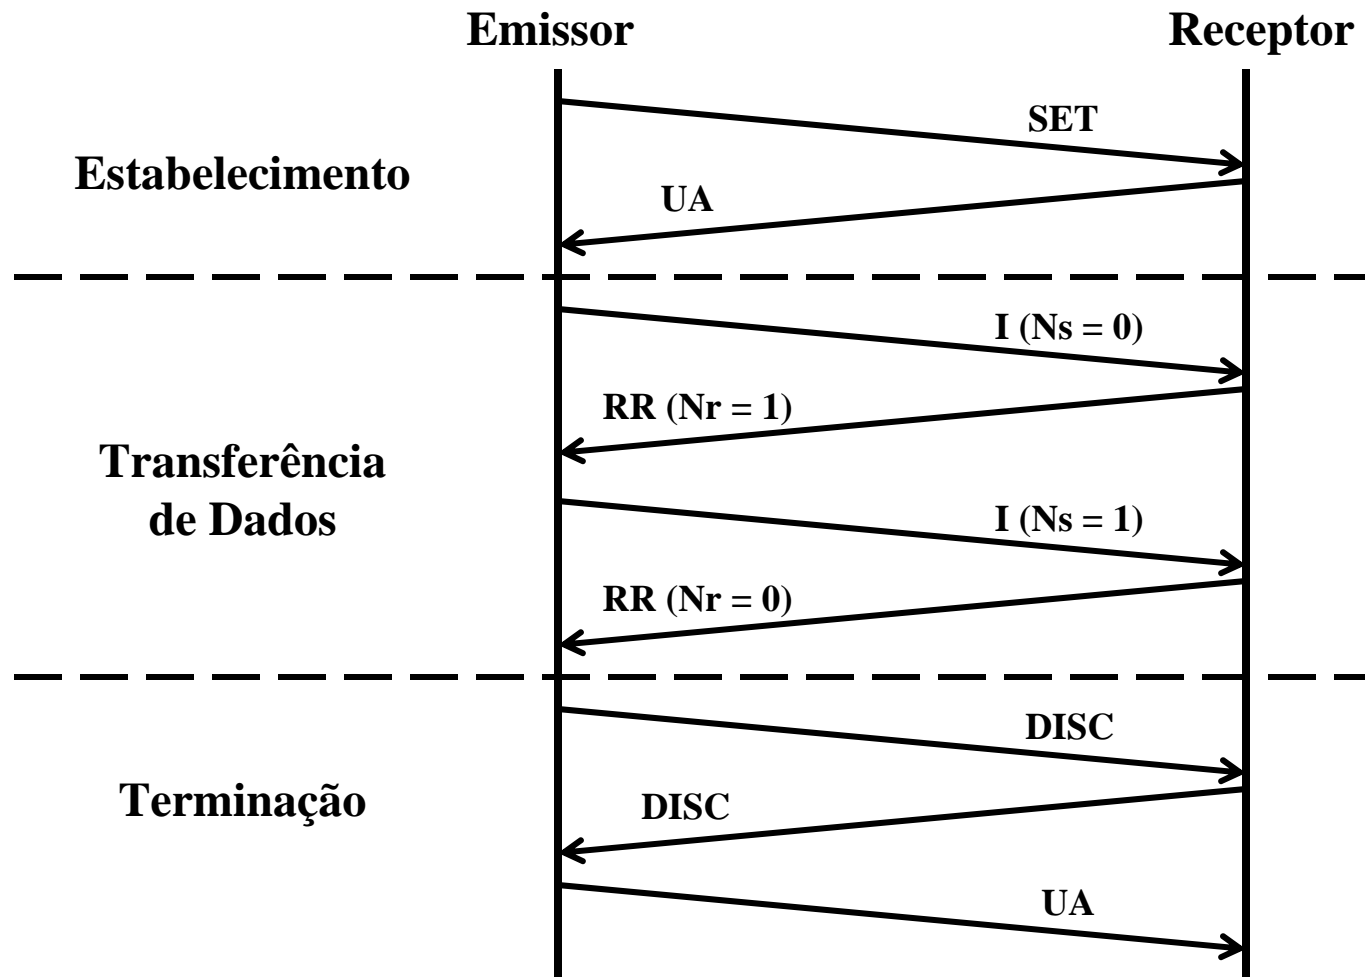 Emissor
Receptor
SET
Estabelecimento
UA
I (Ns = 0)
RR (Nr = 1)
Transferência
de Dados
I (Ns = 1)
RR (Nr = 0)
DISC
Terminação
DISC
UA